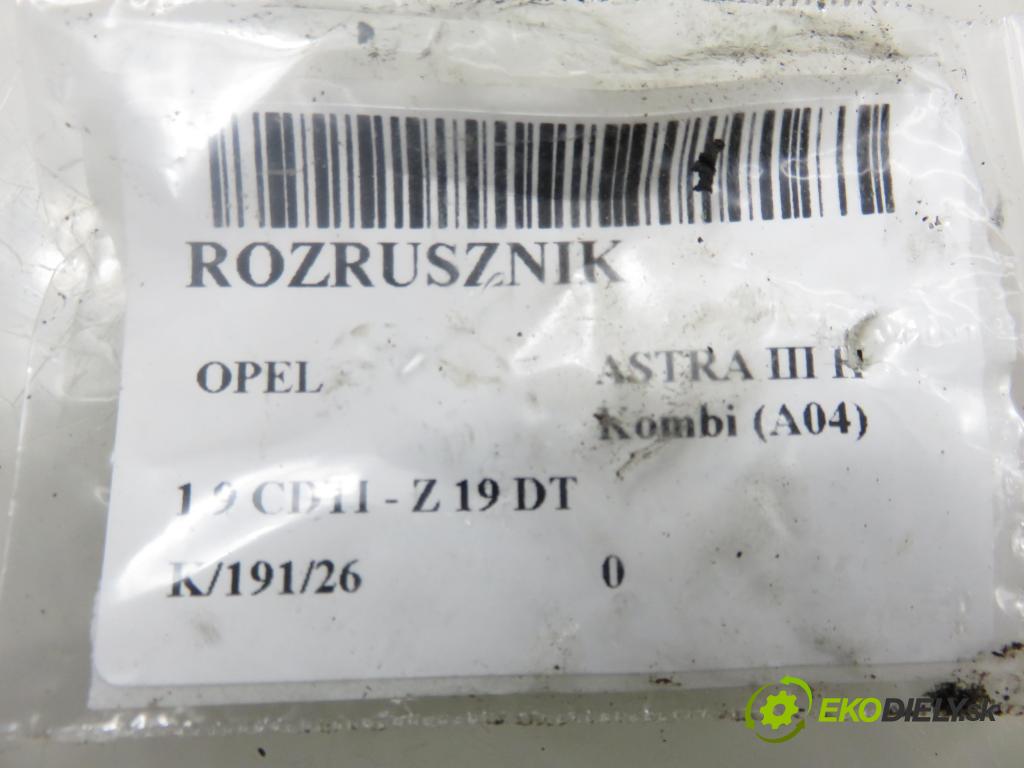 ROZRUSZNIK
OPEL
ASTRA III H
Kombi (A04)
1.9 CDTI - Z 19 DT
K/191/26
0
EKODIELY.sk